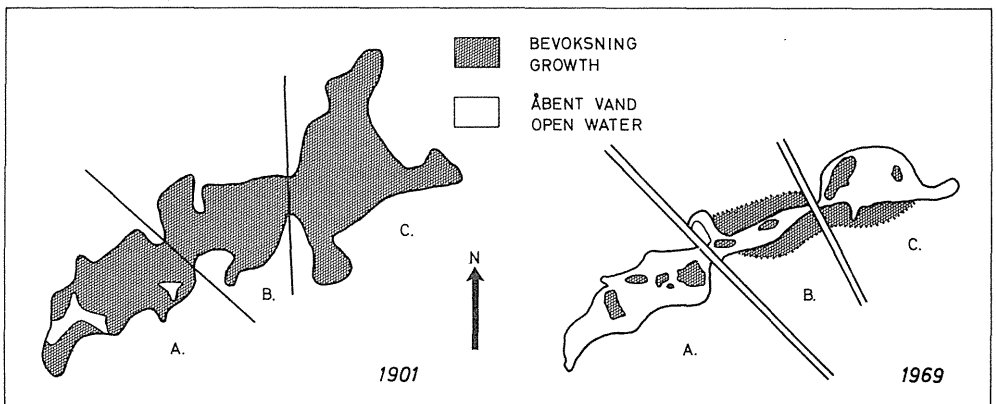 BEVOKSNING
GROWTH
ÅBENT VAND
OPEN WATER
A.
B.
C.
1901
N
A.
B.
C.
1969